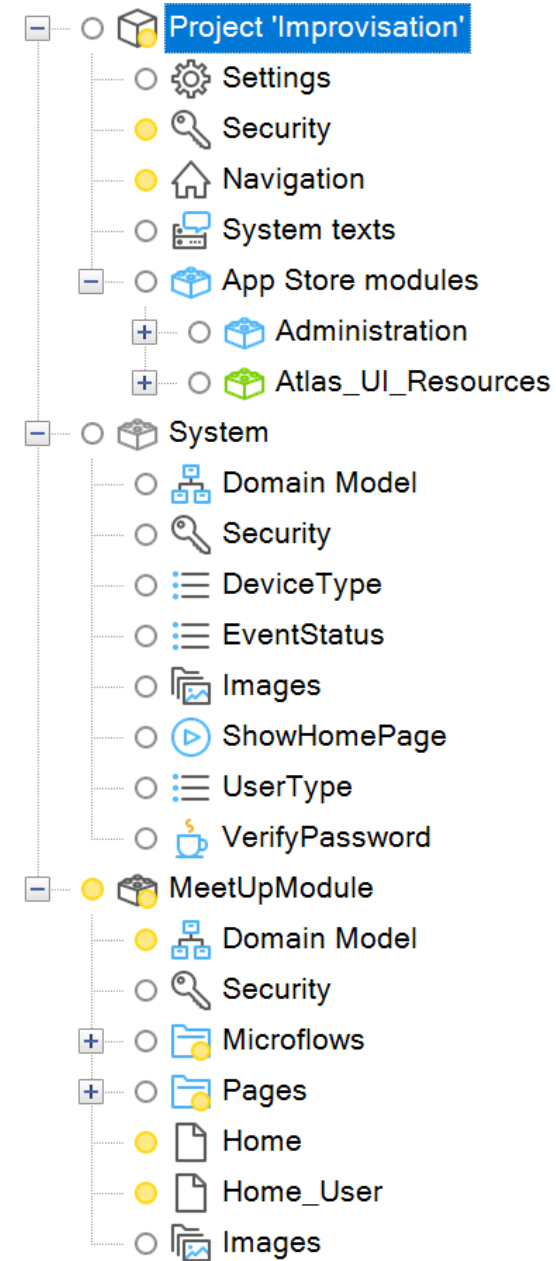 Project 'Improvisation'
Settings
Security
Navigation
System texts
App Store modules
Administration
Atlas_UI_Resources
System
Domain Model
Security
DeviceType
EventStatus
Images
ShowHomePage
UserType
VerifyPassword
MeetUpModule
Domain Model
Security
Microflows
Pages
Home
Home_User
Images